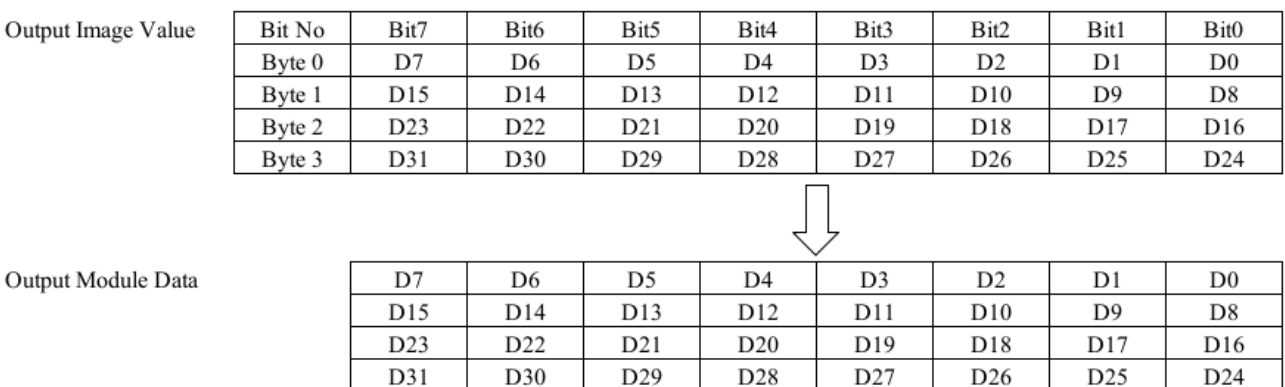 Output Image Value Bit No Bit7 Bit6 Bit5 Bit4 Bit3 Bit2 Bit1 Bit0
Byte 0 D7 D6 D5 D4 D3 D2 D1 D0
Byte 1 D15 D14 D13 D12 D11 D10 D9 D8
Byte 2 D23 D22 D21 D20 D19 D18 D17 D16
Byte 3 D31 D30 D29 D28 D27 D26 D25 D24
Output Module Data D7 D6 D5 D4 D3 D2 D1 D0
D15 D14 D13 D12 D11 D10 D9 D8
D23 D22 D21 D20 D19 D18 D17 D16
D31 D30 D29 D28 D27 D26 D25 D24